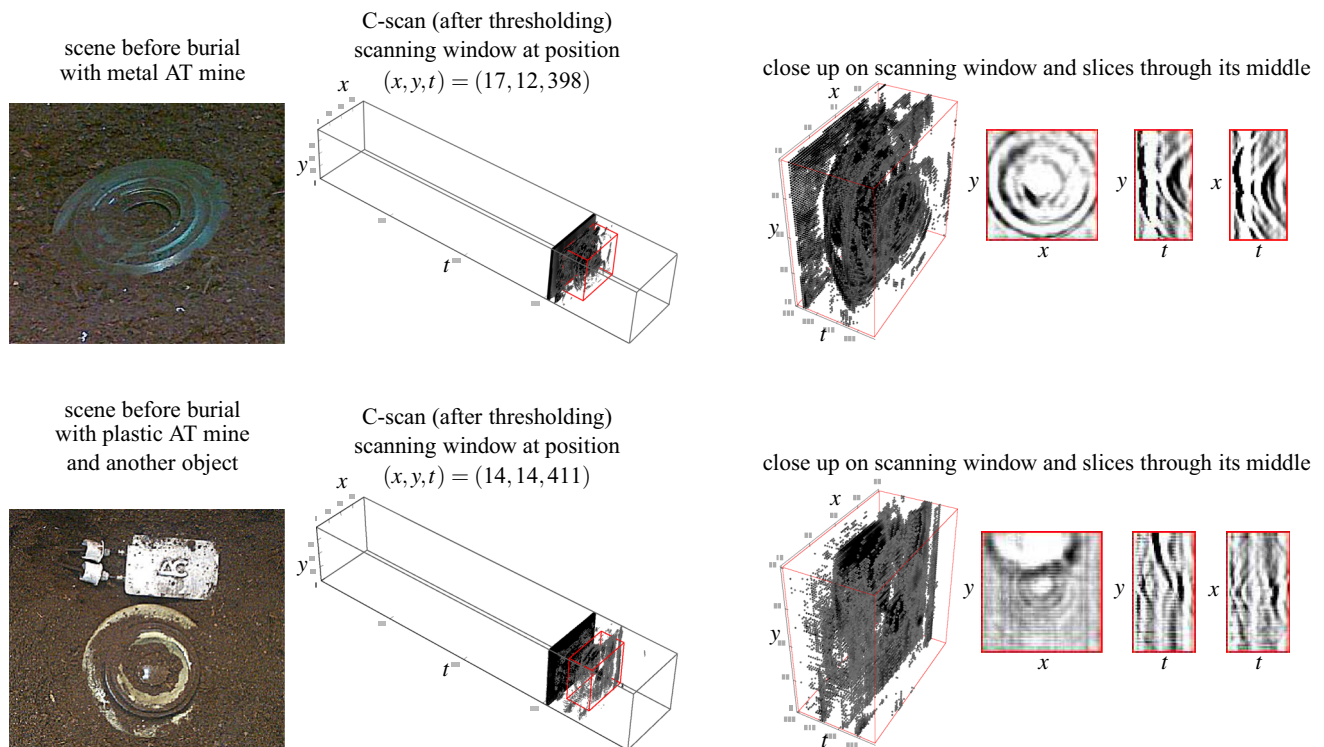 scene before burial
with metal AT mine
C-scan (after thresholding)
scanning window at position
(x, y, t) = (17, 12, 398)
x
y
t
close up on scanning window and slices through its middle
x
y
t
y
x
y
t
x
t
scene before burial
with plastic AT mine
and another object
C-scan (after thresholding)
scanning window at position
(x, y, t) = (14, 14, 411)
x
y
t
close up on scanning window and slices through its middle
x
y
t
y
x
y
t
x
t